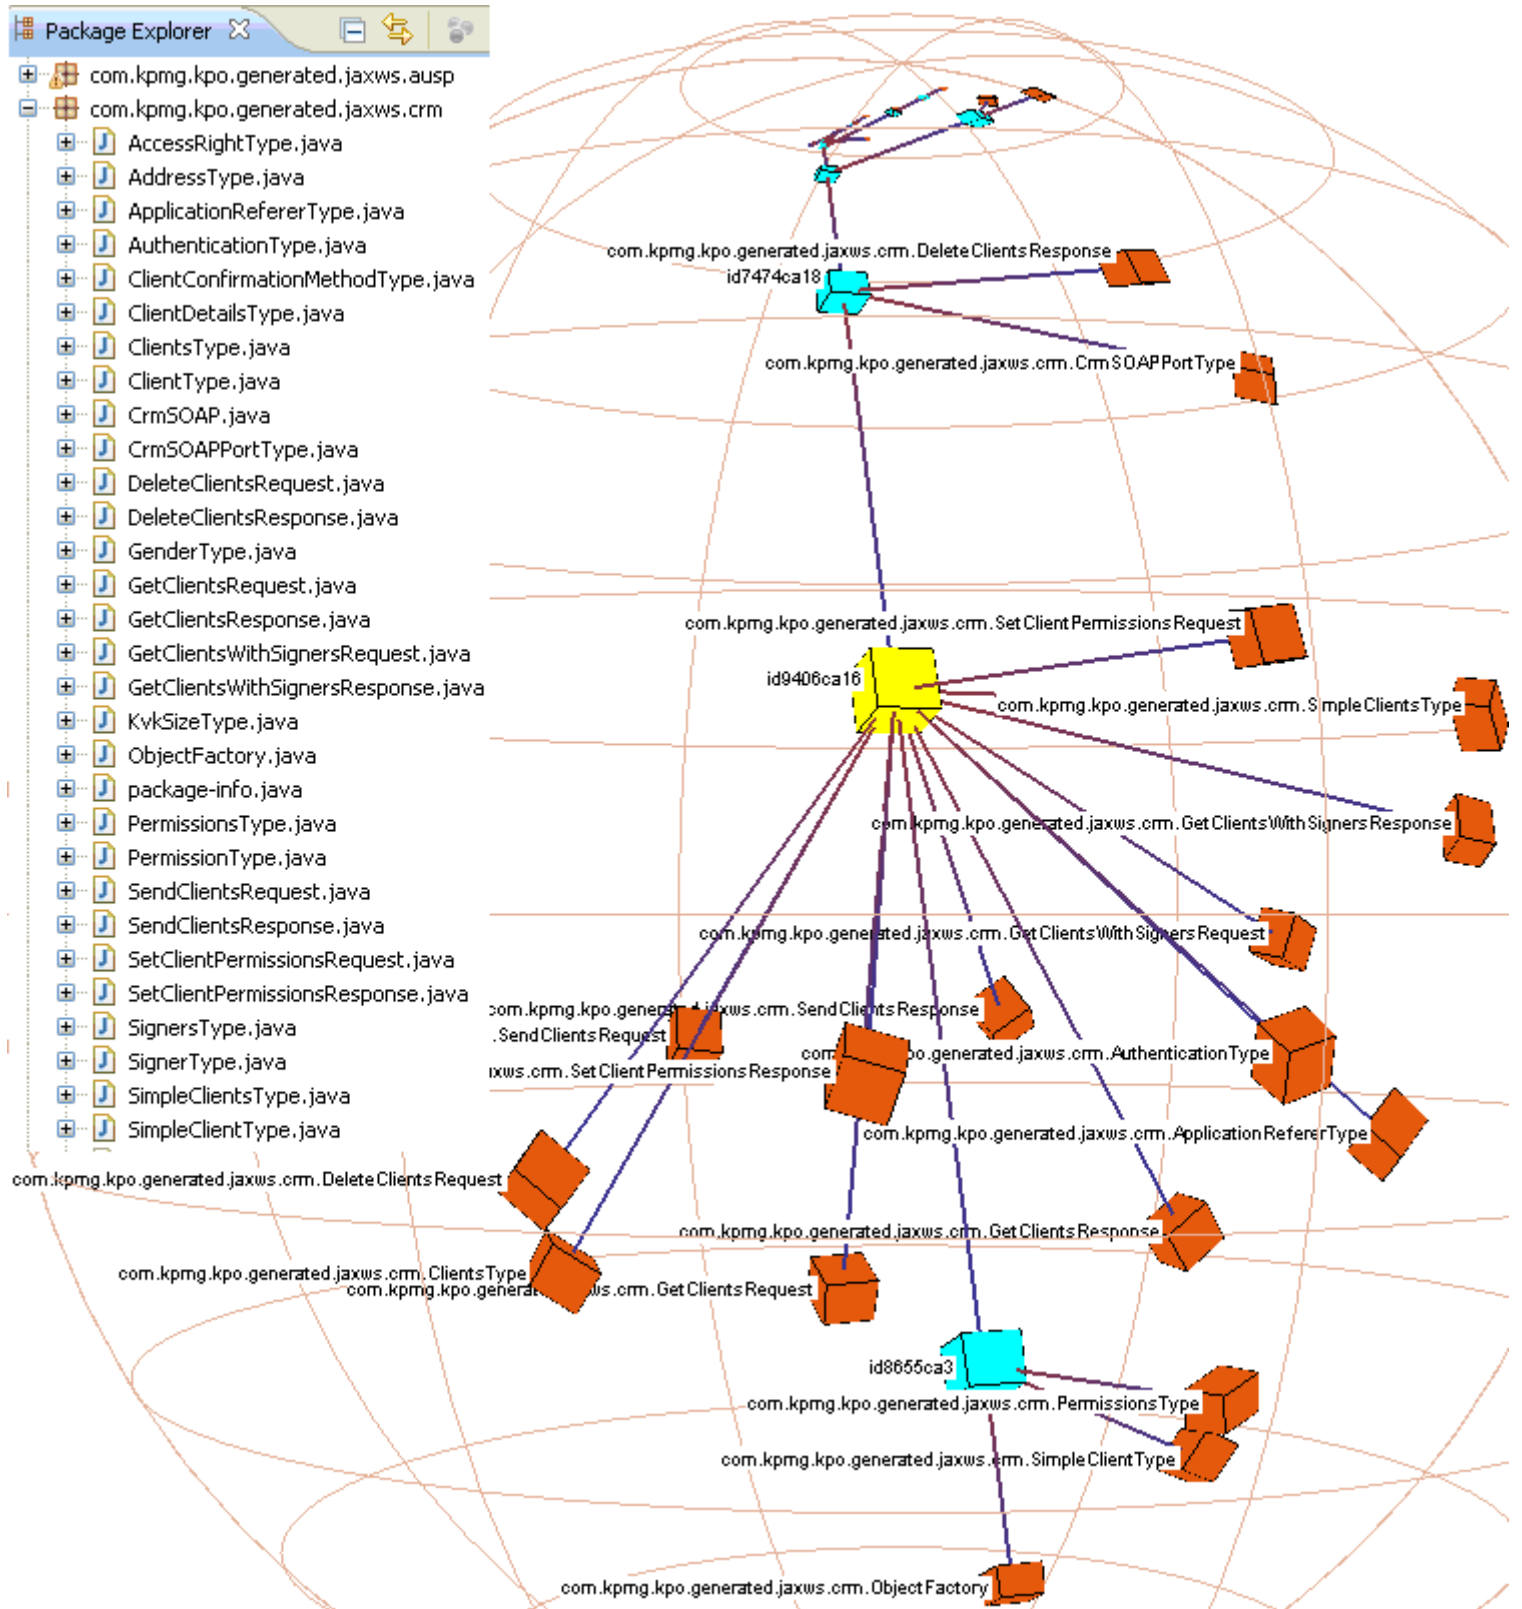 Package Explorer
com.kpmg.kpo.generated.jaxws.ausp
com.kpmg.kpo.generated.jaxws.crm
AccessRightType.java
AddressType.java
ApplicationRefererType.java
AuthenticationType.java
ClientConfirmationMethodType.java
ClientDetailsType.java
ClientsType.java
ClientType.java
CrmSOAP.java
CrmSOAPPortType.java
DeleteClientsRequest.java
DeleteClientsResponse.java
GenderType.java
GetClientsRequest.java
GetClientsResponse.java
GetClientsWithSignersRequest.java
GetClientsWithSignersResponse.java
KvkSizeType.java
ObjectFactory.java
package-info.java
PermissionsType.java
PermissionType.java
SendClientsRequest.java
SendClientsResponse.java
SetClientPermissionsRequest.java
SetClientPermissionsResponse.java
SignersType.java
SignerType.java
SimpleClientsType.java
SimpleClientType.java
com.kpmg.kpo.generated.jaxws.crm.DeleteClientsResponse
id7474ca18
com.kpmg.kpo.generated.jaxws.crm.CrmSOAPPortType
com.kpmg.kpo.generated.jaxws.crm.SetClientPermissionsRequest
id9406ca16
com.kpmg.kpo.generated.jaxws.crm.SimpleClientsType
com.kpmg.kpo.generated.jaxws.crm.GetClientsWithSignersResponse
com.kpmg.kpo.generated.jaxws.crm.GetClientsWithSignersRequest
com.kpmg.kpo.generated.jaxws.crm.SendClientsResponse
.SendClientsRequest
com po.generated.jaxws.crm.AuthenticationType
xws.crm.SetClientPermissionsResponse
com.kpmg.kpo.generated.jaxws.crm.ApplicationRefererType
com.kpmg.kpo.generated.jaxws.crm.DeleteClientsRequest
com.kpmg.kpo.generated.jaxws.crm.GetClientsResponse
com.kpmg.kpo.generated.jaxws.crm.ClientsType
com.kpmg.kpo.genera ws.crm.GetClientsRequest
id8655ca3
com.kpmg.kpo.generated.jaxws.crm.PermissionsType
com.kpmg.kpo.generated.jaxws.crm.SimpleClientType
com.kpmg.kpo.generated.jaxws.crm.ObjectFactory